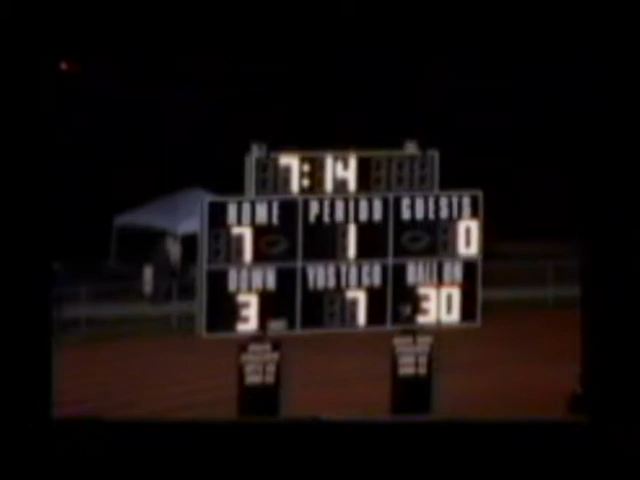 7:14
HOME PERIOD GUESTS
7 1 0
DOWN YDS TO GO BALL ON
3 7 30